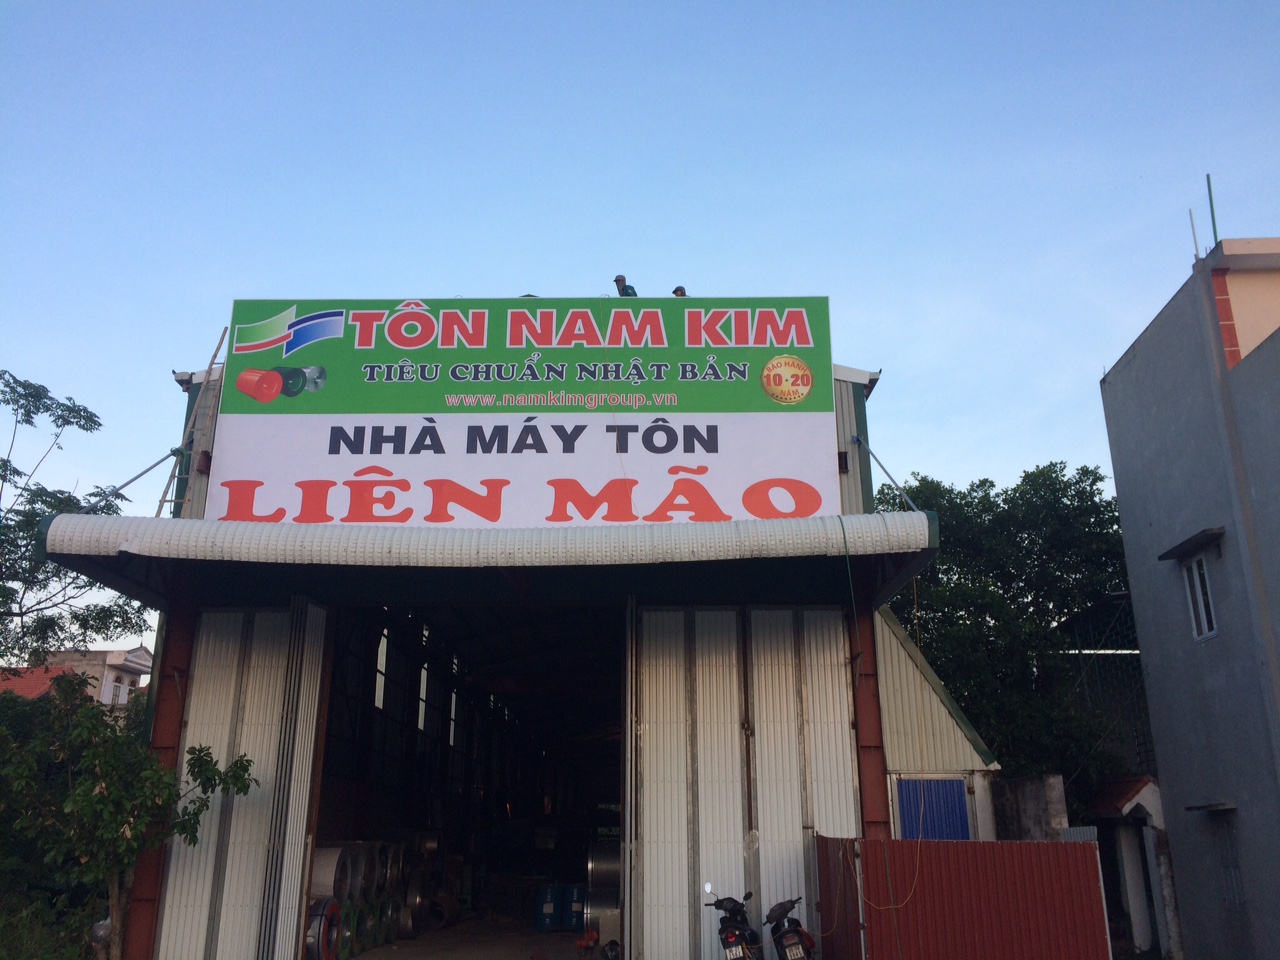 TÔN NAM KIM
TIÊU CHUẨN NHẬT BẢN
BẢO HÀNH
10-20
NĂM
www.namkimgroup.vn
NHÀ MÁY TÔN
LIÊN MÃO